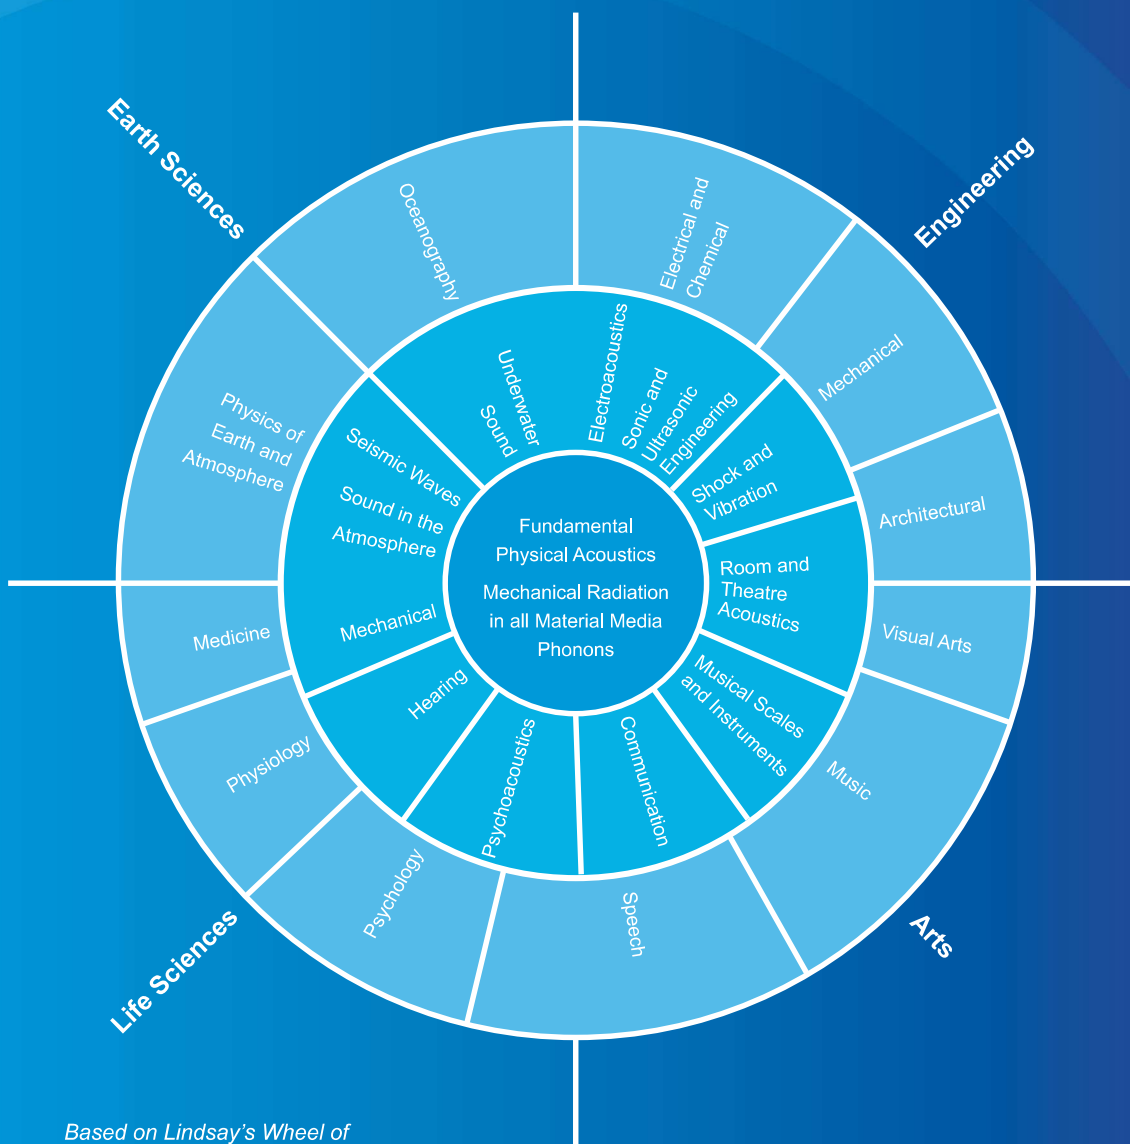 Earth Sciences
Engineering
Oceanography
Electrical and
Chemical
Mechanical
Architectural
Physics of
Earth and
Atmosphere
Underwater
Sound
Electroacoustics
Sonic and
Ultrasonic
Engineering
Shock and
Vibration
Seismic Waves
Sound in the
Atmosphere
Room and
Theatre
Acoustics
Fundamental
Physical Acoustics
Mechanical Radiation
in all Material Media
Phonons
Mechanical
Medicine
Visual Arts
Hearing
Musical Scales
and Instruments
Psychoacoustics
Communication
Physiology
Music
Psychology
Speech
Life Sciences
Arts
Based on Lindsay's Wheel of